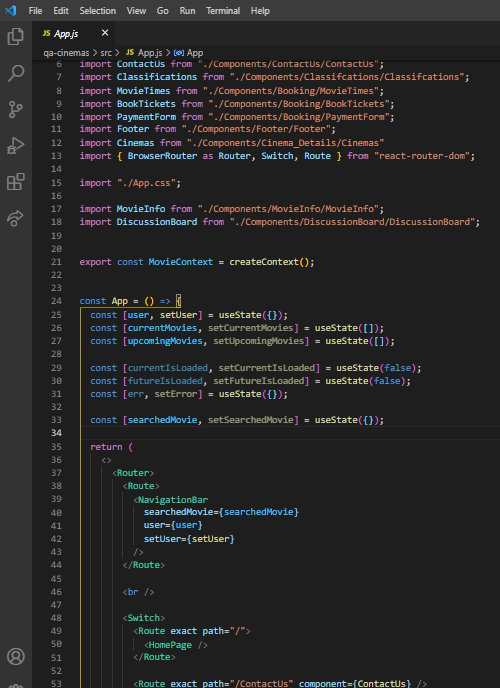 File Edit Selection View Go Run Terminal Help
JS App.js ×
qa-cinemas > src > JS App.js > App
6 import ContactUs from "./Components/ContactUs/ContactUs";
7 import Classifications from "./Components/Classifcations/Classifcations";
8 import MovieTimes from "./Components/Booking/MovieTimes";
9 import BookTickets from "./Components/Booking/BookTickets";
10 import PaymentForm from "./Components/Booking/PaymentForm";
11 import Footer from "./Components/Footer/Footer";
12 import Cinemas from "./Components/Cinema_Details/Cinemas"
13 import { BrowserRouter as Router, Switch, Route } from "react-router-dom";
14
15 import "./App.css";
16
17 import MovieInfo from "./Components/MovieInfo/MovieInfo";
18 import DiscussionBoard from "./Components/DiscussionBoard/DiscussionBoard";
19
20
21 export const MovieContext = createContext();
22
23
24 const App = () => {
25 const [user, setUser] = useState({});
26 const [currentMovies, setCurrentMovies] = useState([]);
27 const [upcomingMovies, setUpcomingMovies] = useState([]);
28
29 const [currentIsLoaded, setCurrentIsLoaded] = useState(false);
30 const [futureIsLoaded, setFutureIsLoaded] = useState(false);
31 const [err, setError] = useState({});
32
33 const [searchedMovie, setSearchedMovie] = useState({});
34
35 return (
36 <>
37 <Router>
38 <Route>
39 <NavigationBar
40 searchedMovie={searchedMovie}
41 user={user}
42 setUser={setUser}
43 />
44 </Route>
45
46 <br />
47
48 <Switch>
49 <Route exact path="/">
50 <HomePage />
51 </Route>
52
53 <Route exact path="/ContactUs" component={ContactUs} />